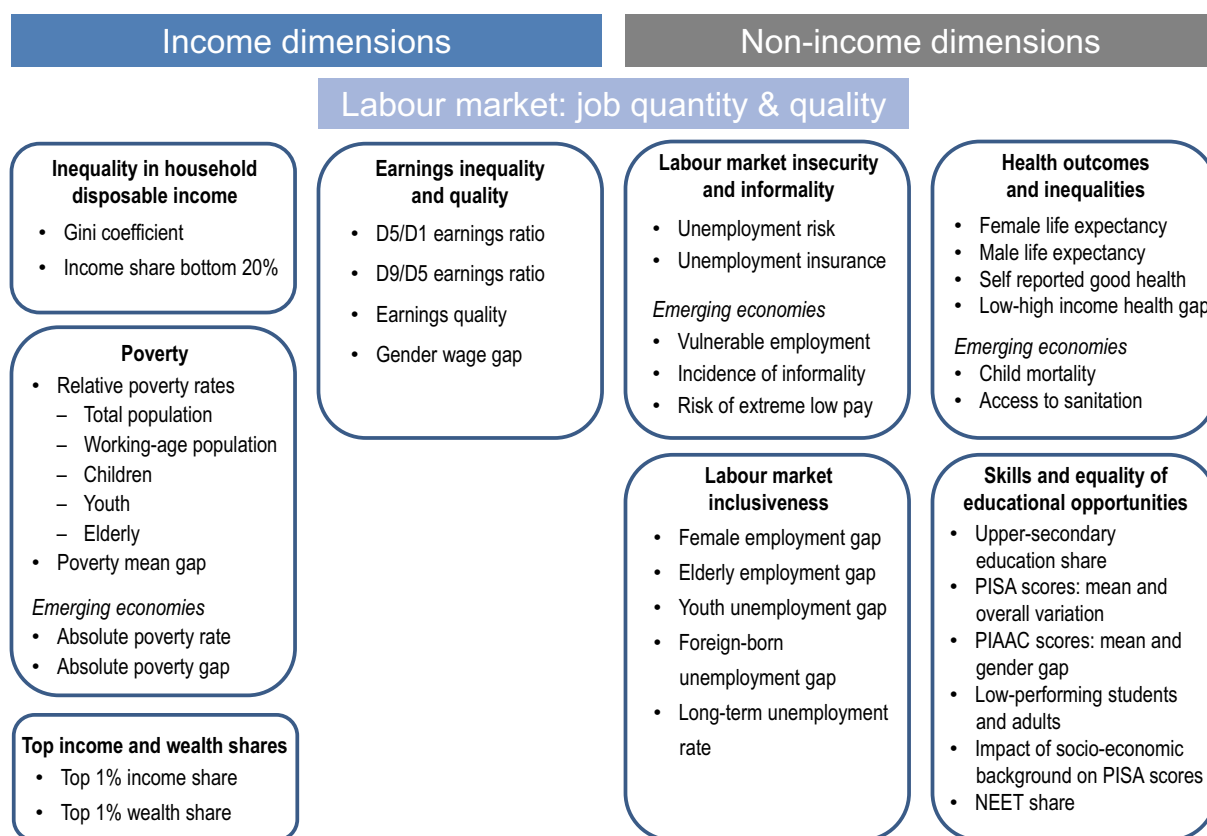 Income dimensions
Non-income dimensions
Labour market: job quantity & quality
Inequality in household
disposable income
• Gini coefficient
• Income share bottom 20%
Poverty
• Relative poverty rates
– Total population
– Working-age population
– Children
– Youth
– Elderly
• Poverty mean gap
Emerging economies
• Absolute poverty rate
• Absolute poverty gap
Top income and wealth shares
• Top 1% income share
• Top 1% wealth share
Earnings inequality
and quality
• D5/D1 earnings ratio
• D9/D5 earnings ratio
• Earnings quality
• Gender wage gap
Labour market insecurity
and informality
• Unemployment risk
• Unemployment insurance
Emerging economies
• Vulnerable employment
• Incidence of informality
• Risk of extreme low pay
Labour market
inclusiveness
• Female employment gap
• Elderly employment gap
• Youth unemployment gap
• Foreign-born
unemployment gap
• Long-term unemployment
rate
Health outcomes
and inequalities
• Female life expectancy
• Male life expectancy
• Self reported good health
• Low-high income health gap
Emerging economies
• Child mortality
• Access to sanitation
Skills and equality of
educational opportunities
• Upper-secondary
education share
• PISA scores: mean and
overall variation
• PIAAC scores: mean and
gender gap
• Low-performing students
and adults
• Impact of socio-economic
background on PISA scores
• NEET share